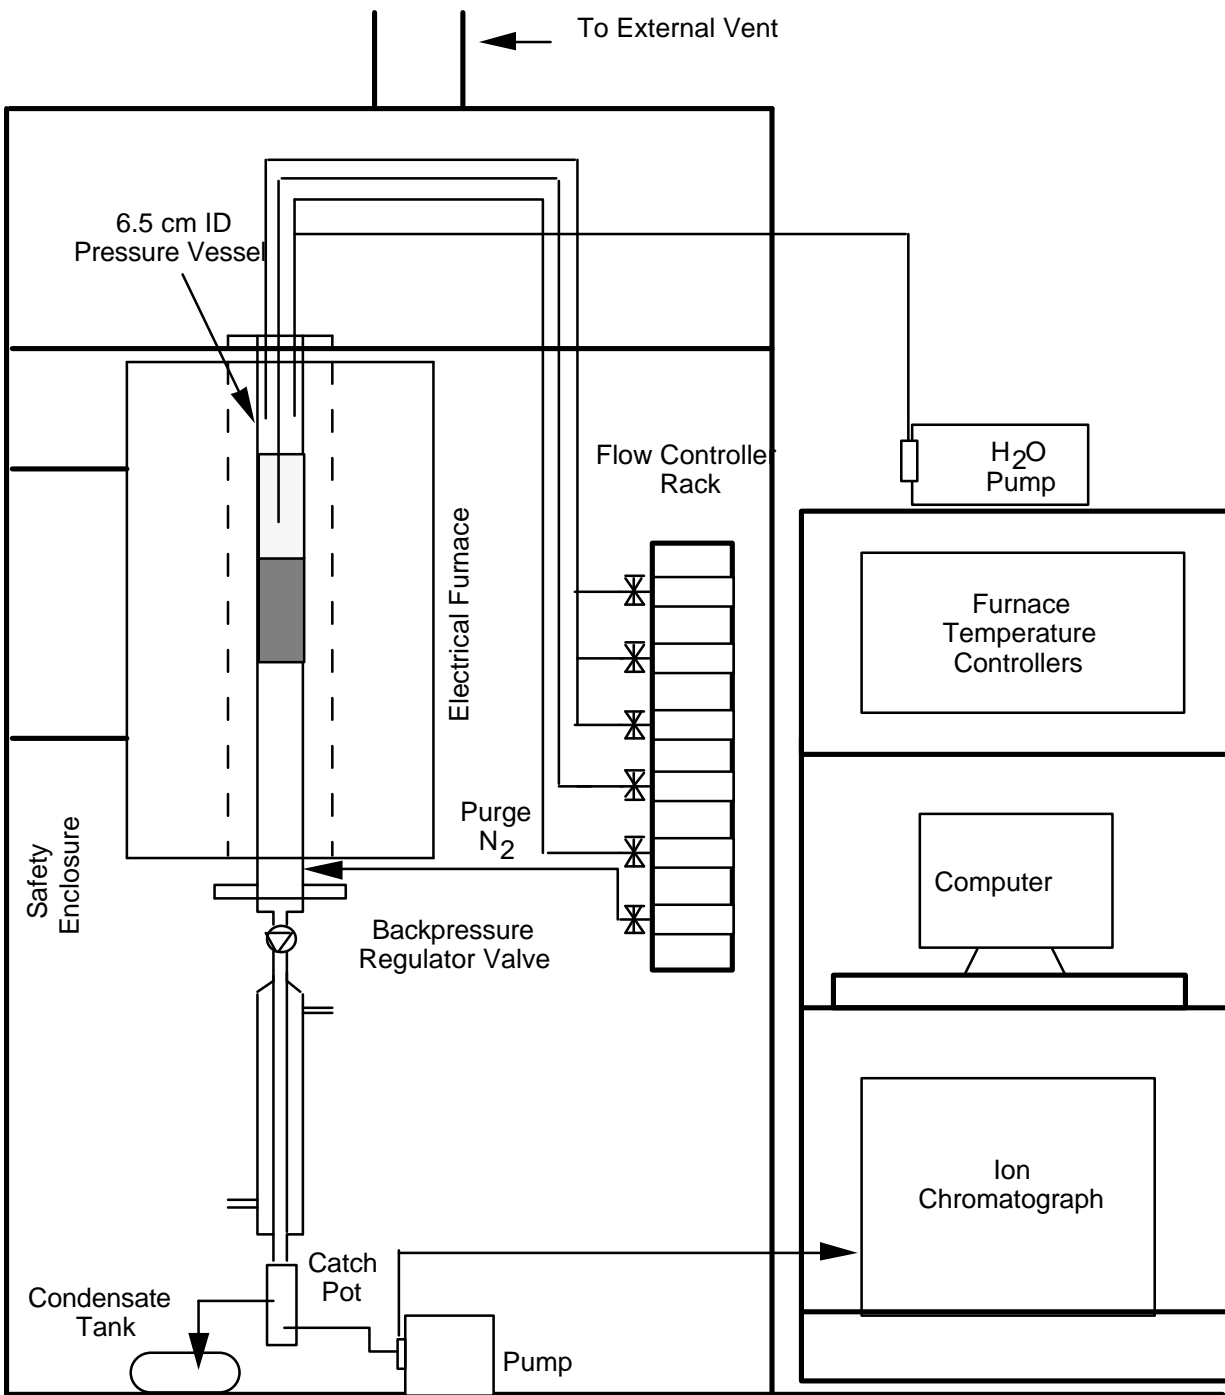 To External Vent
6.5 cm ID
Pressure Vessel
Flow Controller
Rack
H₂O
Pump
Electrical Furnace
Furnace
Temperature
Controllers
Purge
N₂
Safety
Enclosure
Computer
Backpressure
Regulator Valve
Ion
Chromatograph
Catch
Pot
Condensate
Tank
Pump